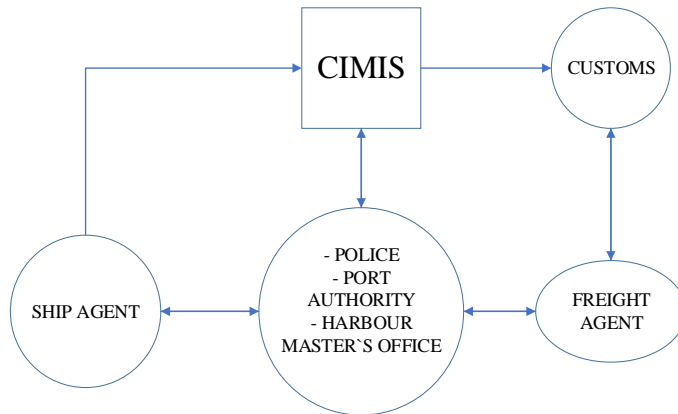 CIMIS
CUSTOMS
- POLICE
- PORT
AUTHORITY
- HARBOUR
MASTER`S OFFICE
SHIP AGENT
FREIGHT
AGENT